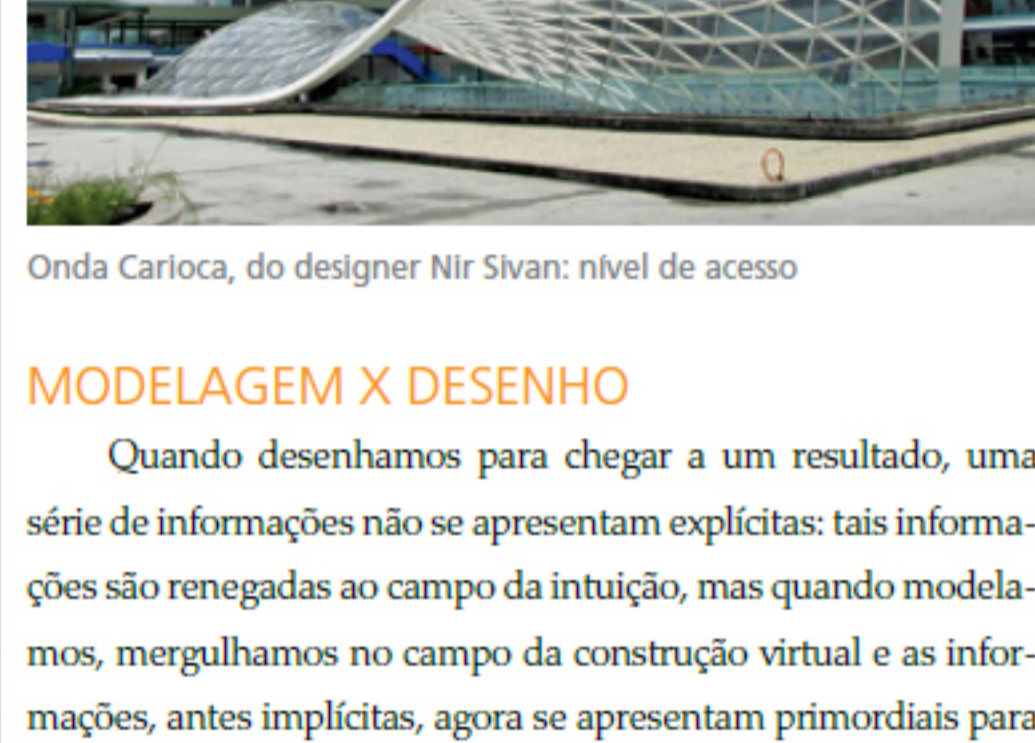 Onda Carioca, do designer Nir Sivan: nível de acesso
MODELAGEM X DESENHO
Quando desenhamos para chegar a um resultado, uma
série de informações não se apresentam explícitas: tais informa-
ções são renegadas ao campo da intuição, mas quando modela-
mos, mergulhamos no campo da construção virtual e as infor-
mações, antes implícitas, agora se apresentam primordiais para